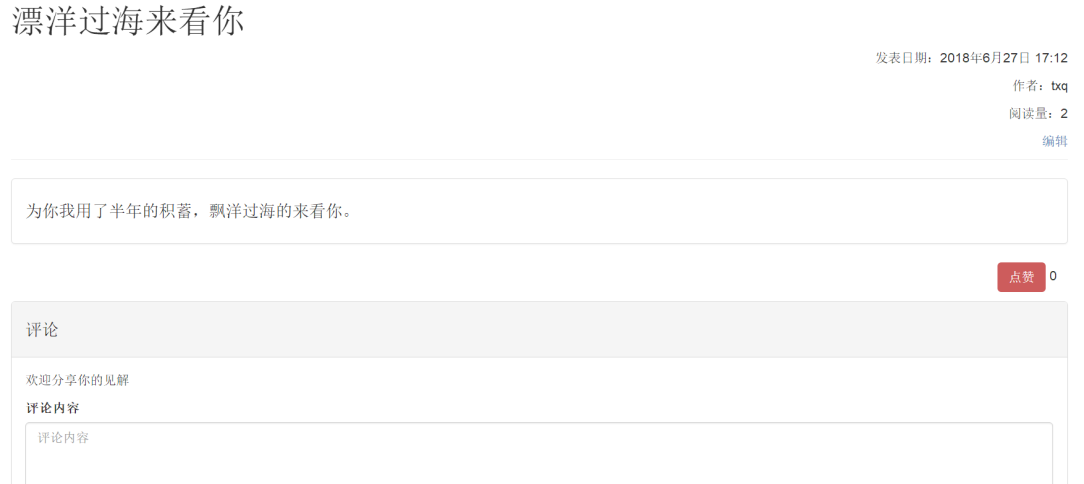 漂洋过海来看你
发表日期：2018年6月27日 17:12
作者：txq
阅读量：2
编辑
为你我用了半年的积蓄，飘洋过海的来看你。
点赞 0
评论
欢迎分享你的见解
评论内容
评论内容